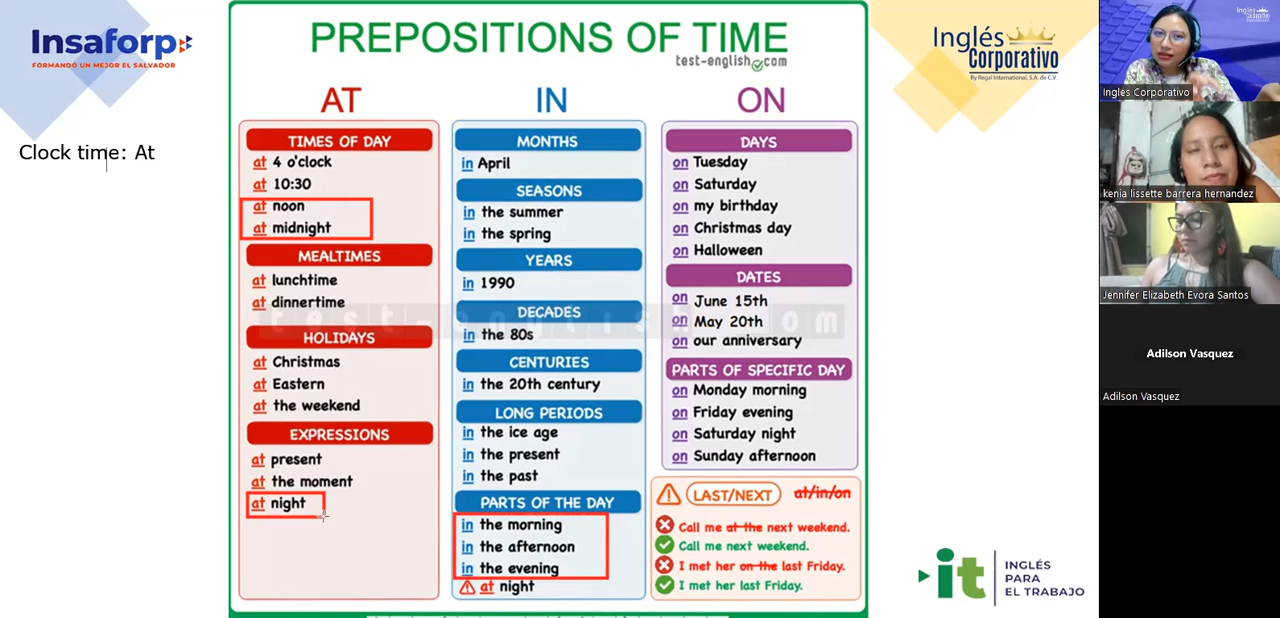 Insaforp
FORMANDO UN MEJOR EL SALVADOR
Clock time: At
PREPOSITIONS OF TIME
test-english.com
AT
TIMES OF DAY
at 4 o'clock
at 10:30
at noon
at midnight
MEALTIMES
at lunchtime
at dinnertime
HOLIDAYS
at Christmas
at Eastern
at the weekend
EXPRESSIONS
at present
at the moment
at night
IN
MONTHS
in April
SEASONS
in the summer
in the spring
YEARS
in 1990
DECADES
in the 80s
CENTURIES
in the 20th century
LONG PERIODS
in the ice age
in the present
in the past
PARTS OF THE DAY
in the morning
in the afternoon
in the evening
at night
ON
DAYS
on Tuesday
on Saturday
on my birthday
on Christmas day
on Halloween
DATES
on June 15th
on May 20th
on our anniversary
PARTS OF SPECIFIC DAY
on Monday morning
on Friday evening
on Saturday night
on Sunday afternoon
LAST/NEXT at/in/on
Call me at the next weekend.
Call me next weekend.
I met her on the last Friday.
I met her last Friday.
test-english.com
Inglés
Corporativo
By Regal International, S.A. de C.V.
it
INGLÉS
PARA
EL TRABAJO
Ingles Corporativo
kenia lissette barrera hernandez
Jennifer Elizabeth Evora Santos
Adilson Vasquez
Adilson Vasquez